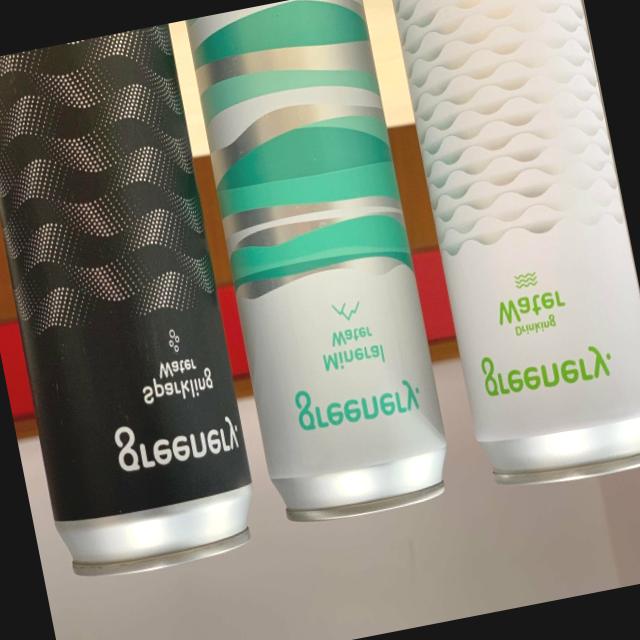 greenery.
Sparkling
Water
greenery.
Mineral
Water
greenery.
Drinking
Water